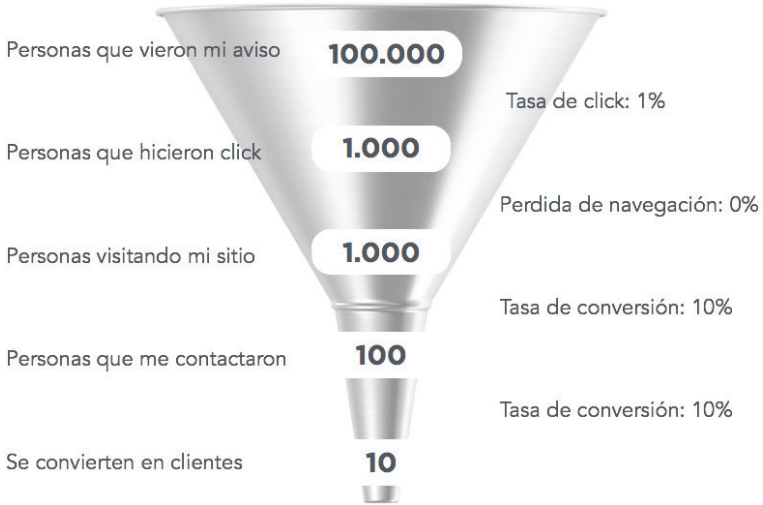 Personas que vieron mi aviso
100.000
Tasa de click: 1%
Personas que hicieron click
1.000
Perdida de navegación: 0%
Personas visitando mi sitio
1.000
Tasa de conversión: 10%
Personas que me contactaron
100
Tasa de conversión: 10%
Se convierten en clientes
10